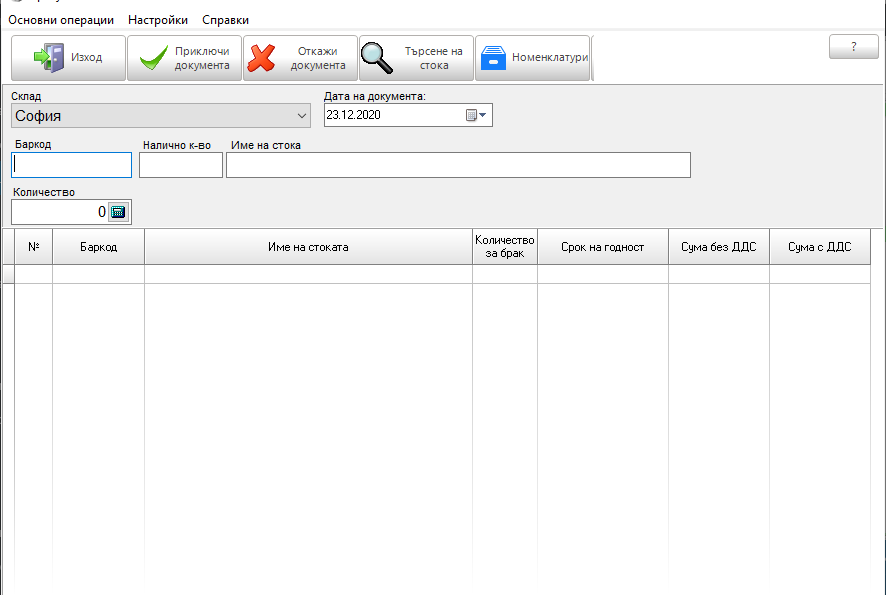 Основни операции Настройки Справки
Изход
Приключи
документа
Откажи
документа
Търсене на
стока
Номенклатури
?
Склад
Дата на документа:
София
23.12.2020
Баркод
Налично к-во
Име на стока
Количество
0
№
Баркод
Име на стоката
Количество
за брак
Срок на годност
Сума без ДДС
Сума с ДДС